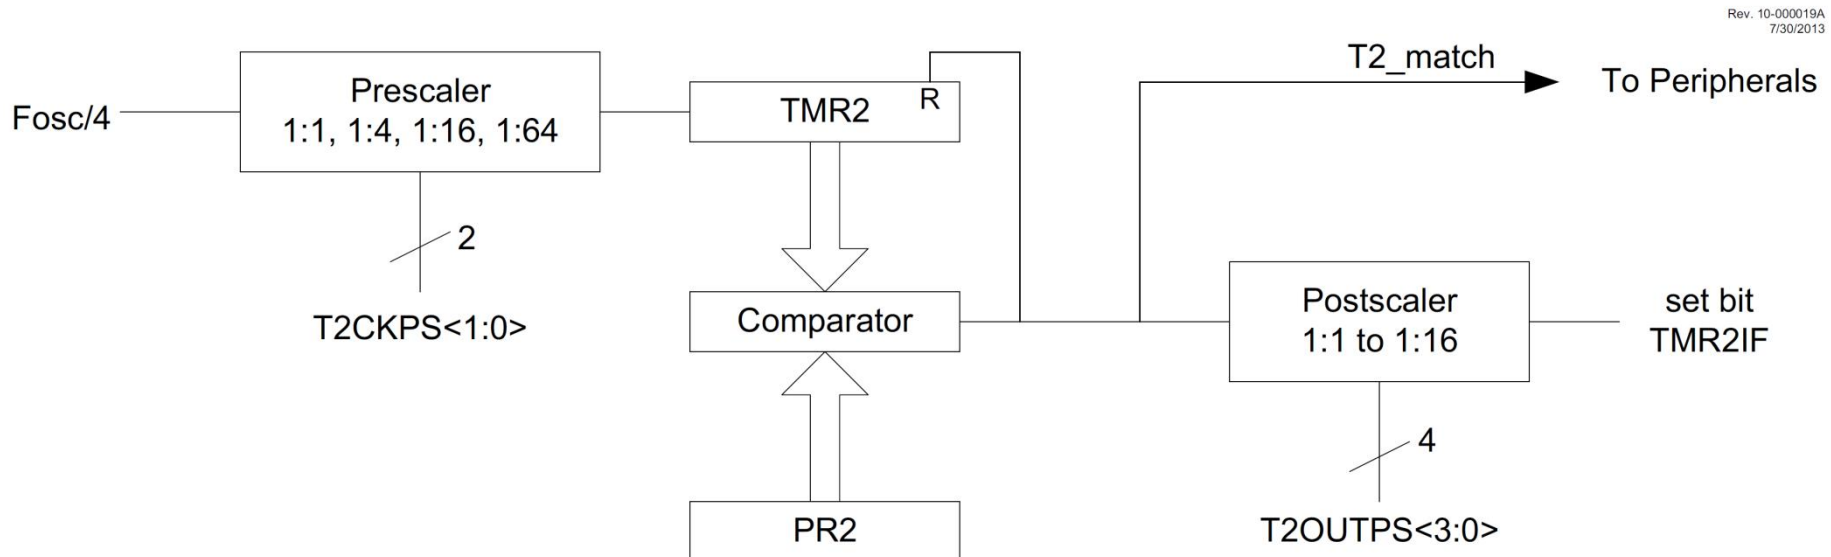 Rev. 10-000019A
7/30/2013
Fosc/4
Prescaler
1:1, 1:4, 1:16, 1:64
2
T2CKPS<1:0>
TMR2
R
Comparator
PR2
T2_match
To Peripherals
Postscaler
1:1 to 1:16
4
T2OUTPS<3:0>
set bit
TMR2IF